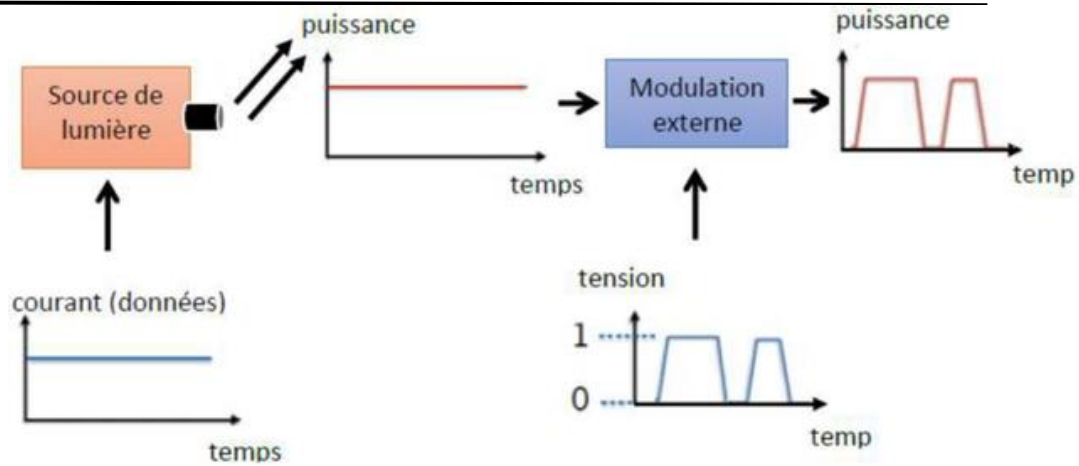 puissance
puissance
Source de
lumière
Modulation
externe
temps
temp
courant (données)
tension
1
0
temps
temp